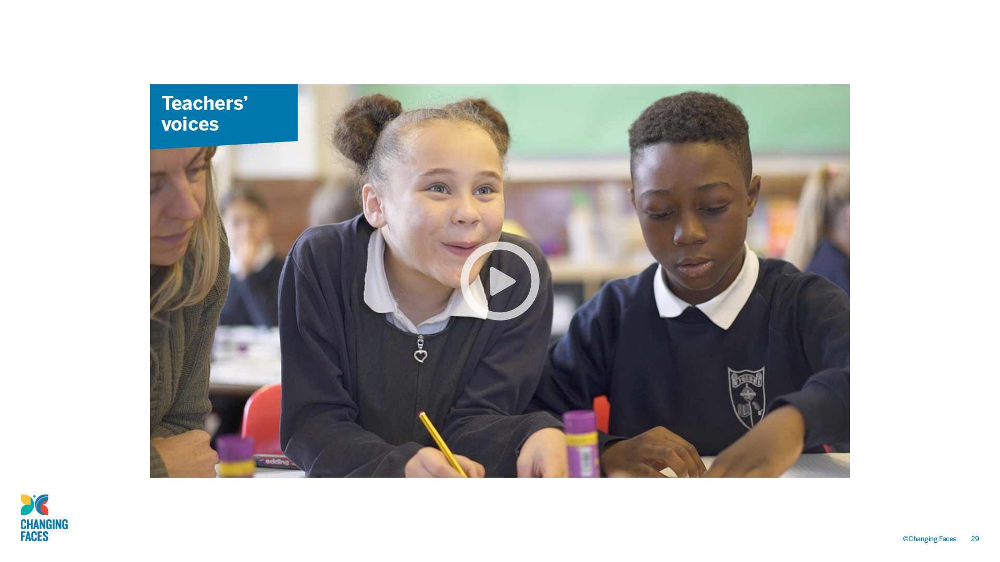 Teachers’
voices
edding
CHANGING
FACES
©Changing Faces 29